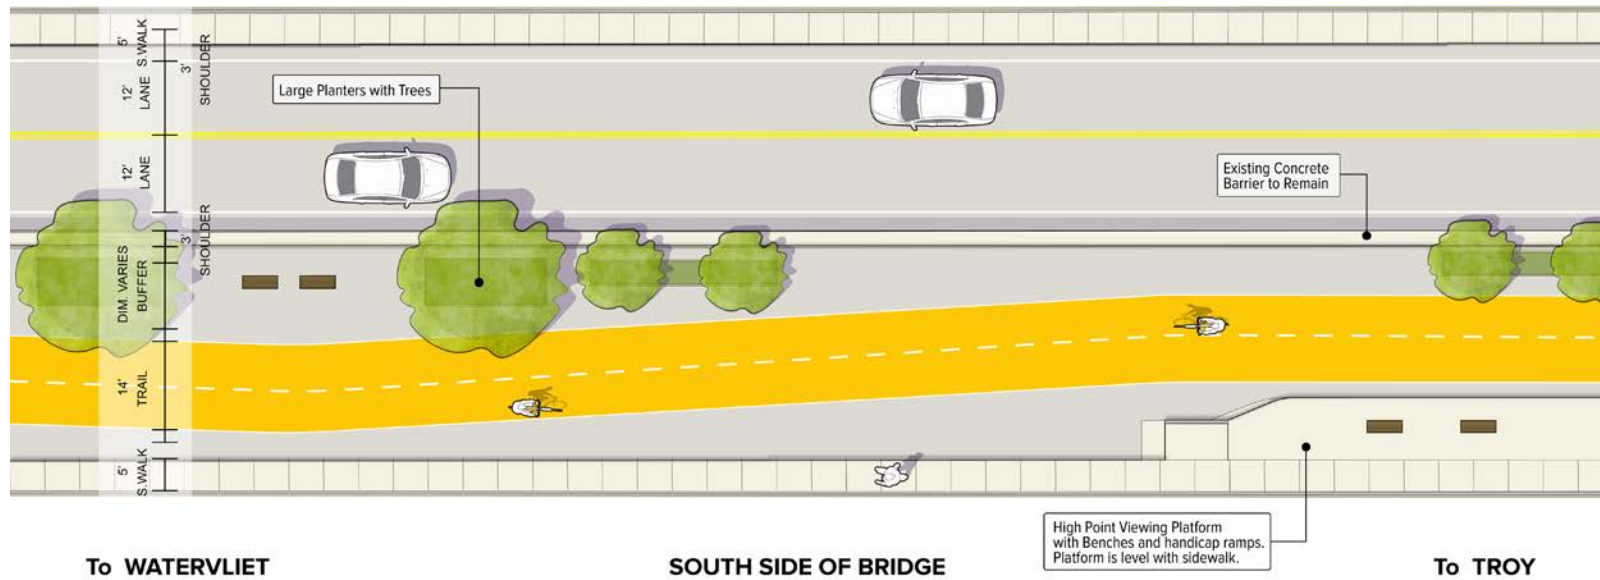 5'
S.WALK
3'
SHOULDER
12'
LANE
12'
LANE
3'
SHOULDER
DIM. VARIES
BUFFER
14'
TRAIL
5'
S.WALK
Large Planters with Trees
Existing Concrete
Barrier to Remain
High Point Viewing Platform
with Benches and handicap ramps.
Platform is level with sidewalk.
To WATERVLIET
SOUTH SIDE OF BRIDGE
To TROY